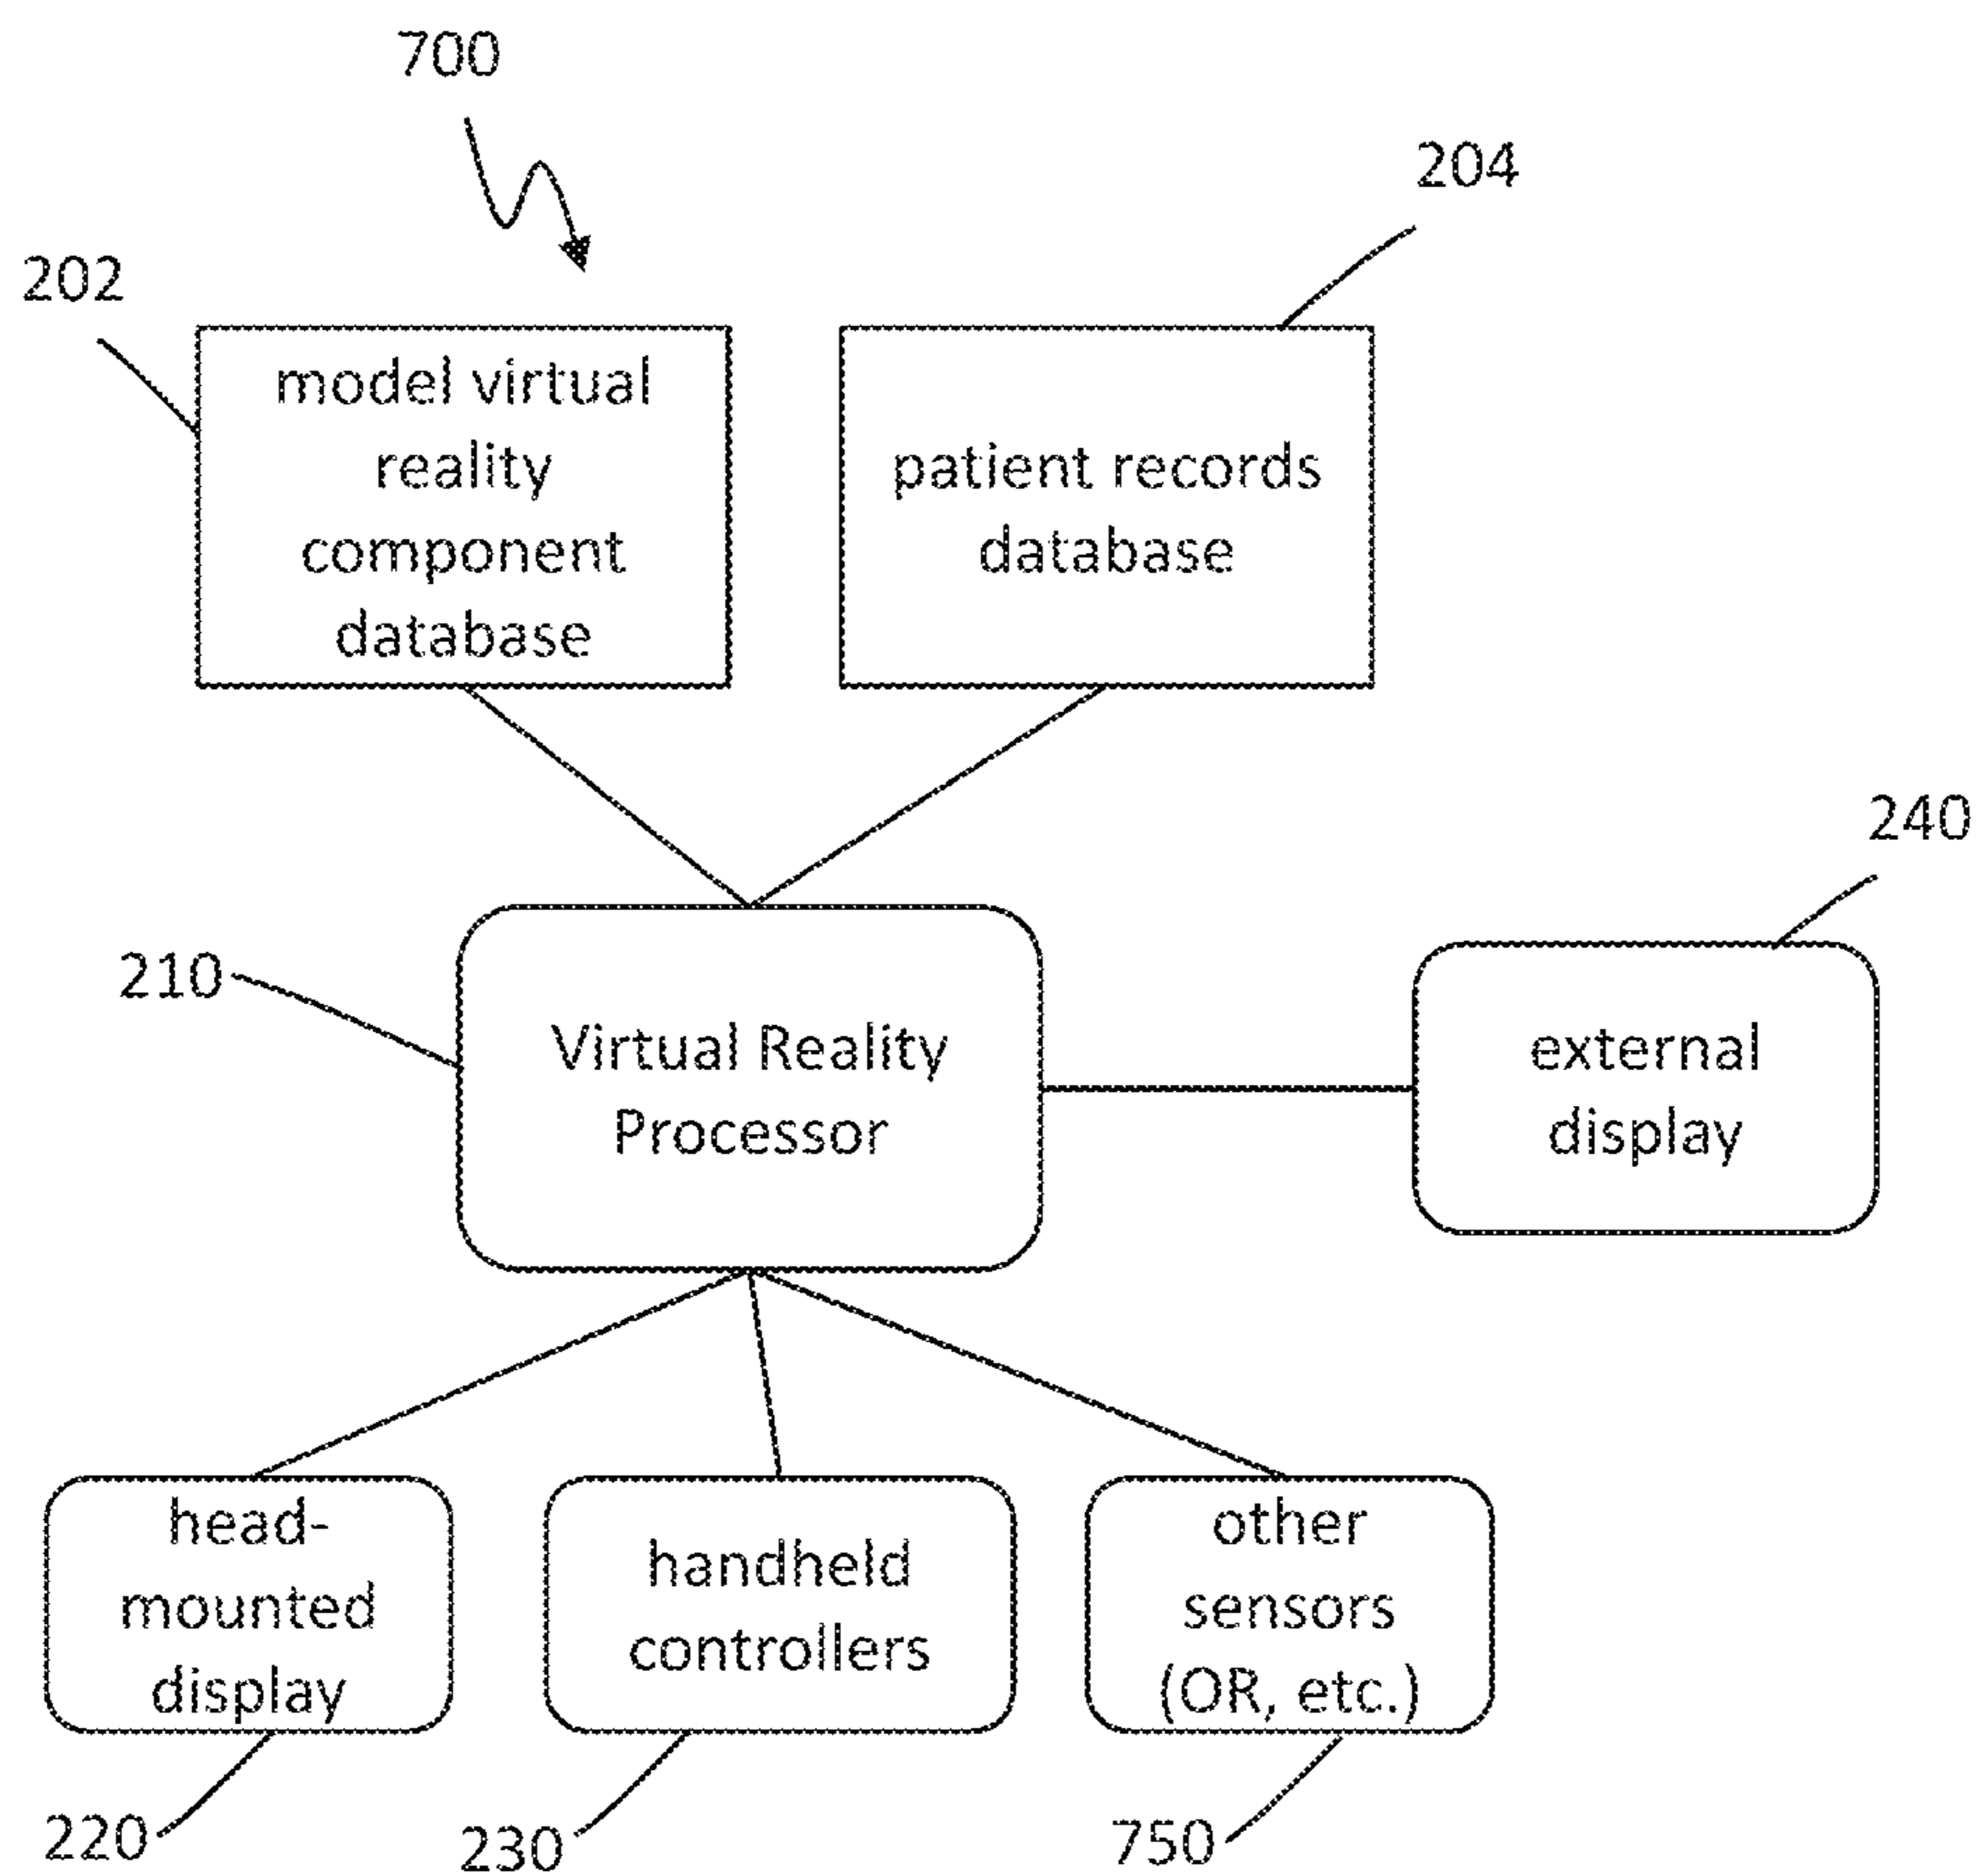 700
204
202
model virtual
reality
component
database
patient records
database
240
210
Virtual Reality
Processor
external
display
head-
mounted
display
handheld
controllers
other
sensors
(OR, etc.)
220
230
750